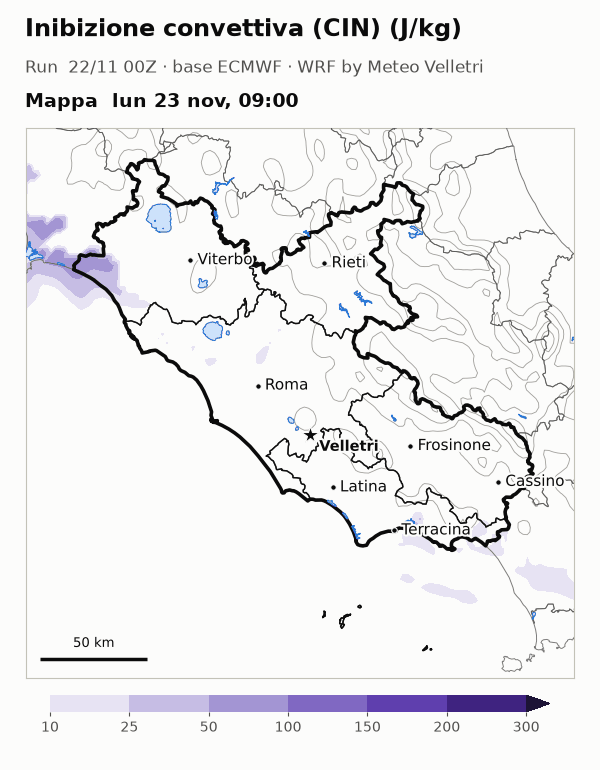 Inibizione convettiva (CIN) (J/kg)
Run  22/11 00Z · base ECMWF · WRF by Meteo Velletri
Mappa  lun 23 nov, 09:00
Viterbo
Rieti
Roma
Velletri
Frosinone
Cassino
Latina
Terracina
50 km
10 25 50 100 150 200 300